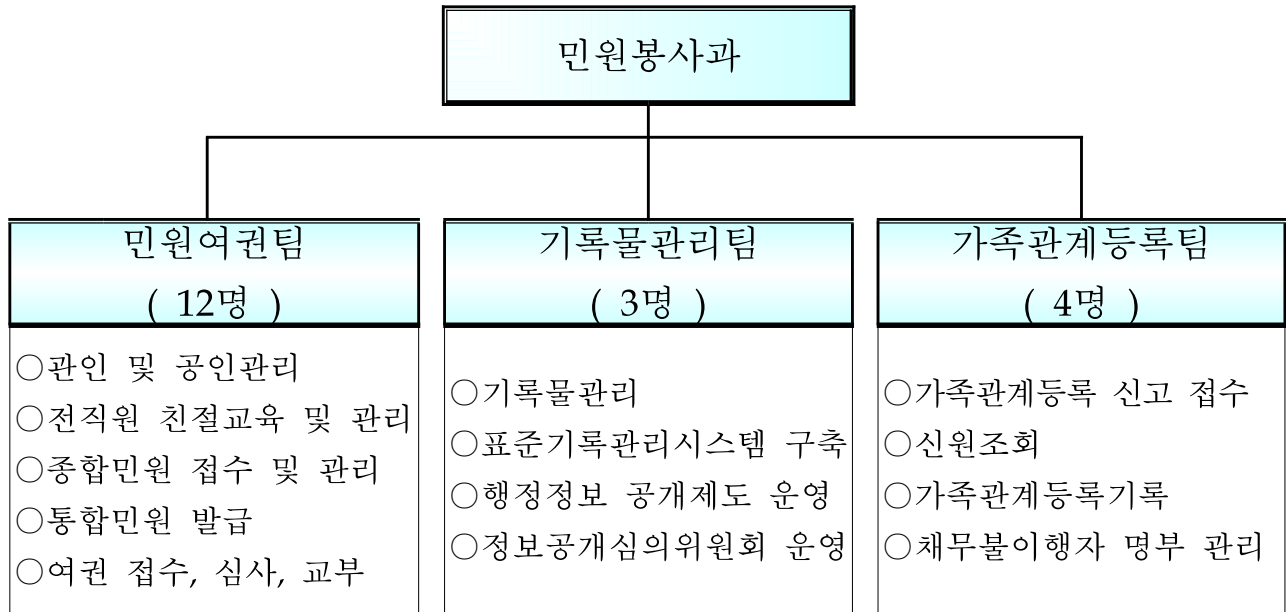 민원봉사과
민원여권팀
( 12명 )
○관인 및 공인관리
○전직원 친절교육 및 관리
○종합민원 접수 및 관리
○통합민원 발급
○여권 접수, 심사, 교부
기록물관리팀
( 3명 )
○기록물관리
○표준기록관리시스템 구축
○행정정보 공개제도 운영
○정보공개심의위원회 운영
가족관계등록팀
( 4명 )
○가족관계등록 신고 접수
○신원조회
○가족관계등록기록
○채무불이행자 명부 관리